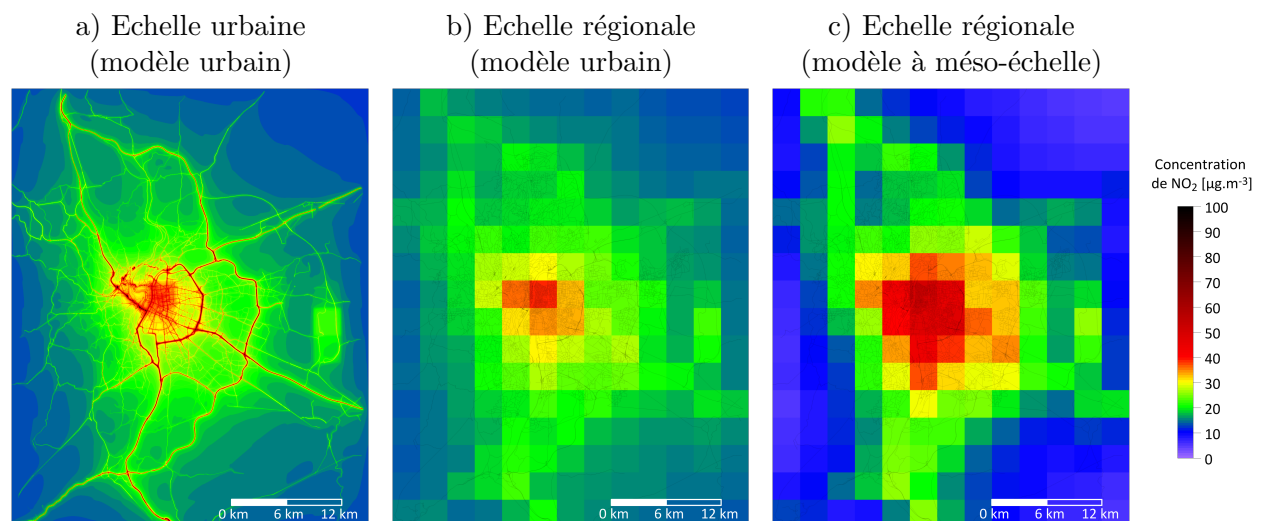 a) Echelle urbaine
(modèle urbain)
b) Echelle régionale
(modèle urbain)
c) Echelle régionale
(modèle à méso-échelle)
0 km 6 km 12 km
0 km 6 km 12 km
0 km 6 km 12 km
Concentration
de NO₂ [µg.m⁻³]
100
90
80
70
60
50
40
30
20
10
0